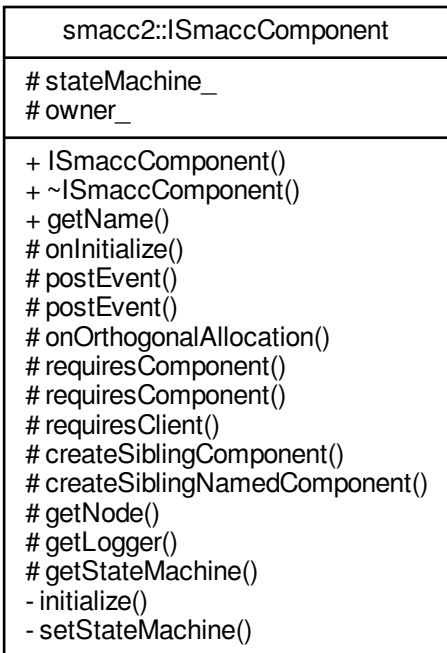 smacc2::ISmaccComponent
# stateMachine_
# owner_
+ ISmaccComponent()
+ ~ISmaccComponent()
+ getName()
# onInitialize()
# postEvent()
# postEvent()
# onOrthogonalAllocation()
# requiresComponent()
# requiresComponent()
# requiresClient()
# createSiblingComponent()
# createSiblingNamedComponent()
# getNode()
# getLogger()
# getStateMachine()
- initialize()
- setStateMachine()